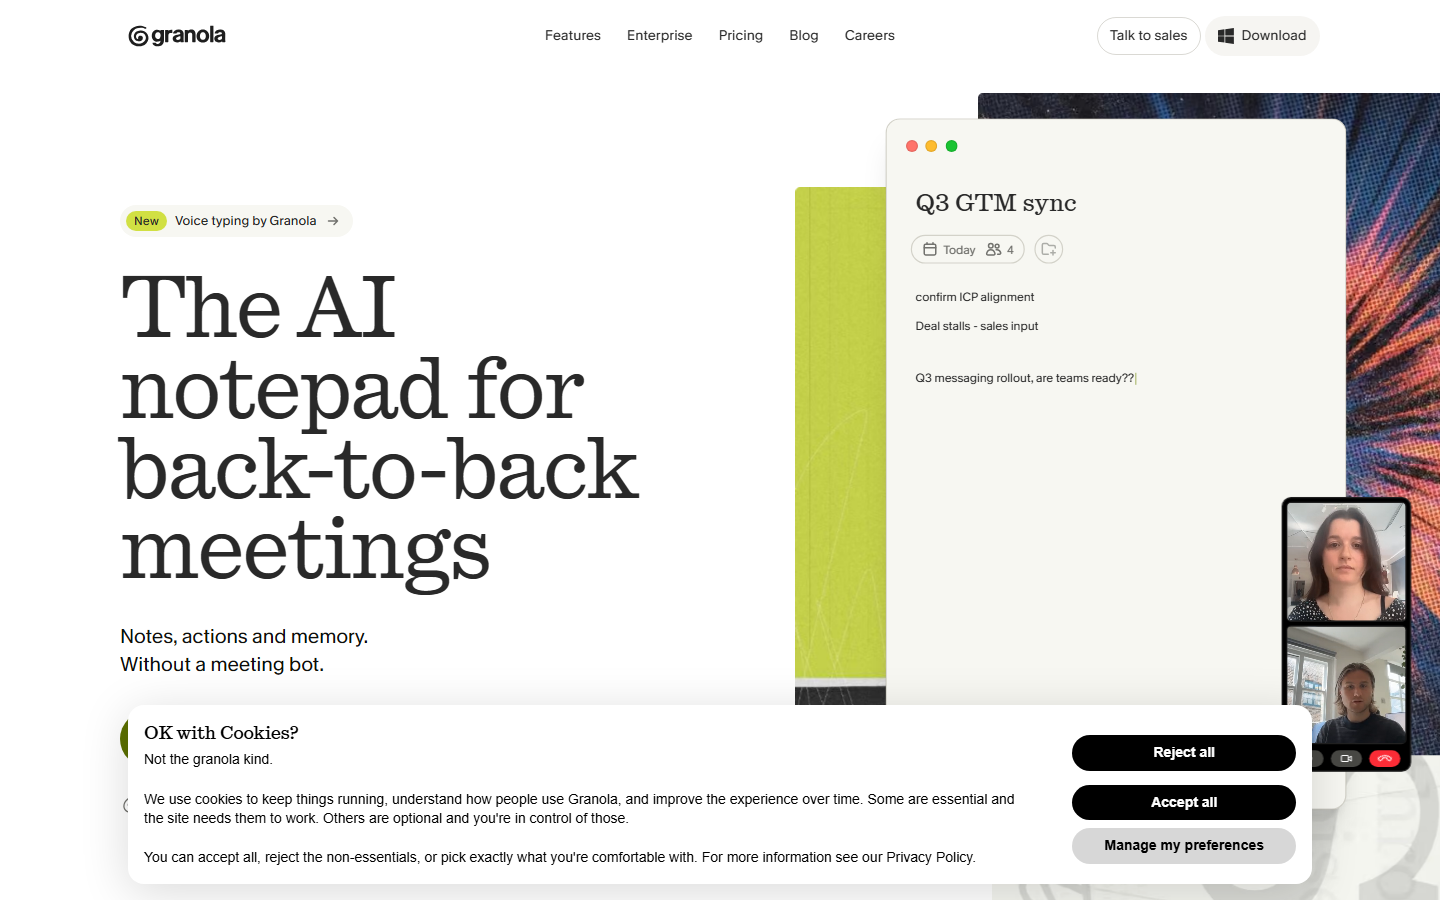 granola
Features
Enterprise
Pricing
Blog
Careers
Talk to sales
Download
New Voice typing by Granola
The AI
notepad for
back-to-back
meetings
Notes, actions and memory.
Without a meeting bot.
Q3 GTM sync
Today 4
confirm ICP alignment
Deal stalls - sales input
Q3 messaging rollout, are teams ready??
OK with Cookies?
Not the granola kind.
We use cookies to keep things running, understand how people use Granola, and improve the experience over time. Some are essential and
the site needs them to work. Others are optional and you're in control of those.
You can accept all, reject the non-essentials, or pick exactly what you're comfortable with. For more information see our Privacy Policy.
Reject all
Accept all
Manage my preferences